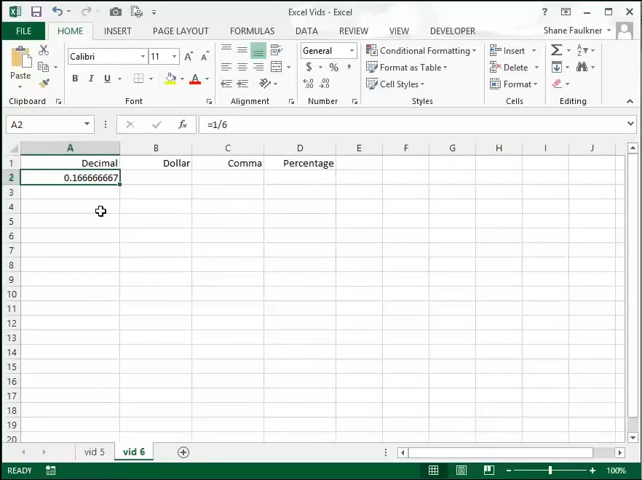 Excel Vids - Excel
FILE HOME INSERT PAGE LAYOUT FORMULAS DATA REVIEW VIEW DEVELOPER Shane Faulkner
Paste
Calibri 11 General
Conditional Formatting
Format as Table
Cell Styles
Insert
Delete
Format
Clipboard Font Alignment Number Styles Cells Editing
A2 fx =1/6
A B C D E F G H I J
1 Decimal Dollar Comma Percentage
2 0.166666667
3
4
5
6
7
8
9
10
11
12
13
14
15
16
17
18
19
20
vid 5 vid 6
READY 100%